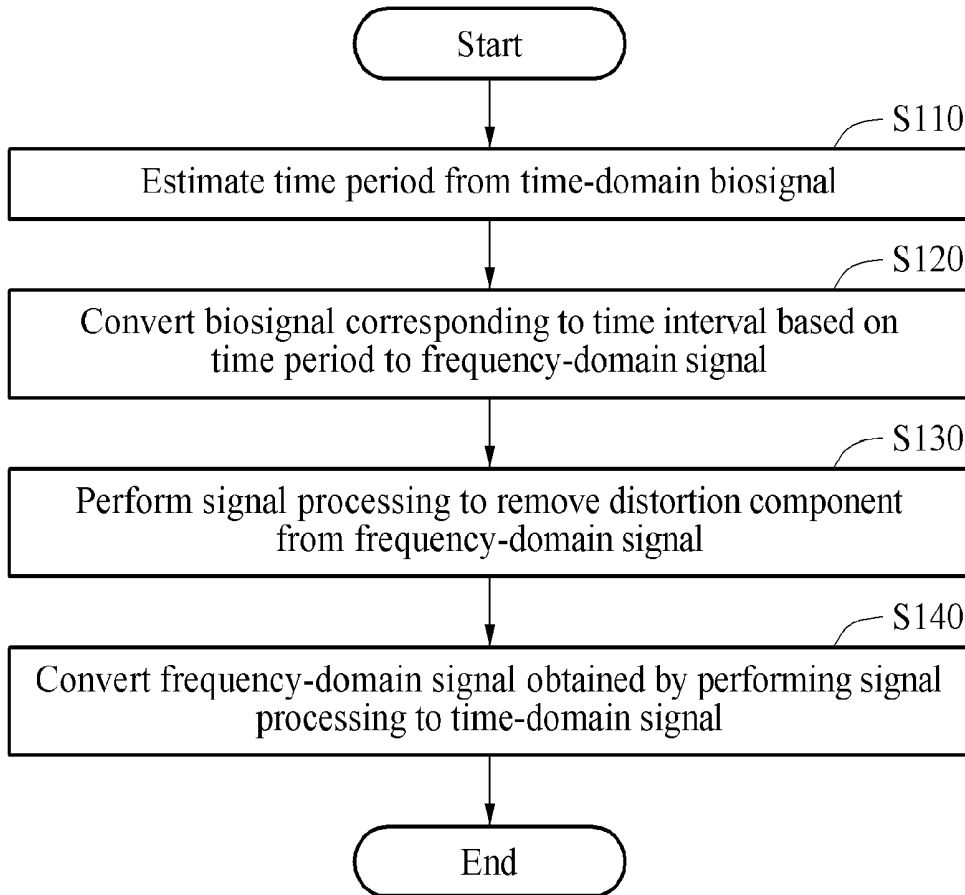 Start
S110
Estimate time period from time-domain biosignal
S120
Convert biosignal corresponding to time interval based on
time period to frequency-domain signal
S130
Perform signal processing to remove distortion component
from frequency-domain signal
S140
Convert frequency-domain signal obtained by performing signal
processing to time-domain signal
End